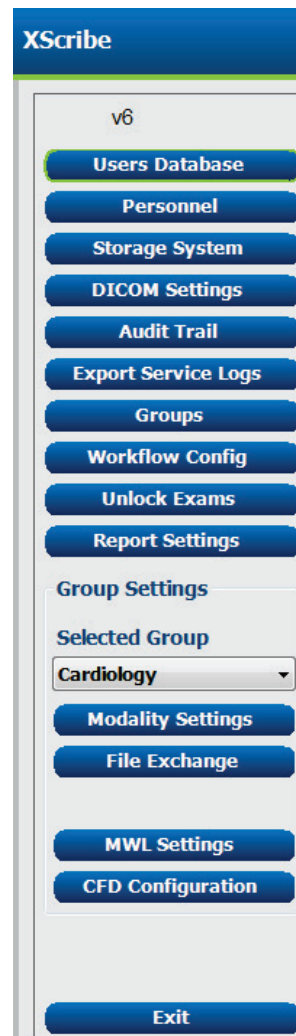 XScribe
v6
Users Database
Personnel
Storage System
DICOM Settings
Audit Trail
Export Service Logs
Groups
Workflow Config
Unlock Exams
Report Settings
Group Settings
Selected Group
Cardiology
Modality Settings
File Exchange
MWL Settings
CFD Configuration
Exit